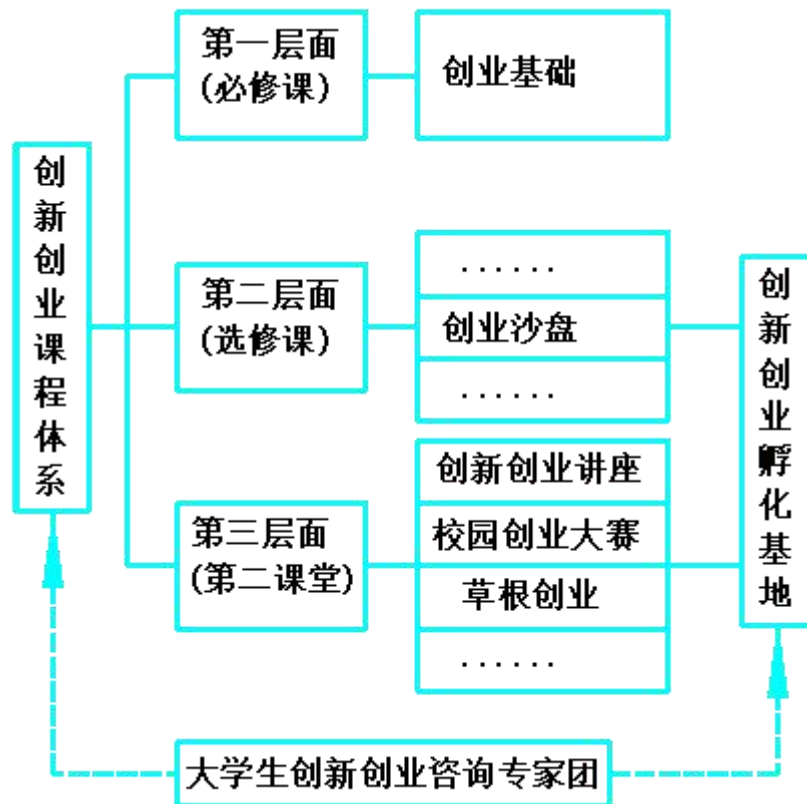 创新创业课程体系
第一层面
(必修课)
创业基础
第二层面
(选修课)
......
创业沙盘
......
第三层面
(第二课堂)
创新创业讲座
校园创业大赛
草根创业
......
创新创业孵化基地
大学生创新创业咨询专家团